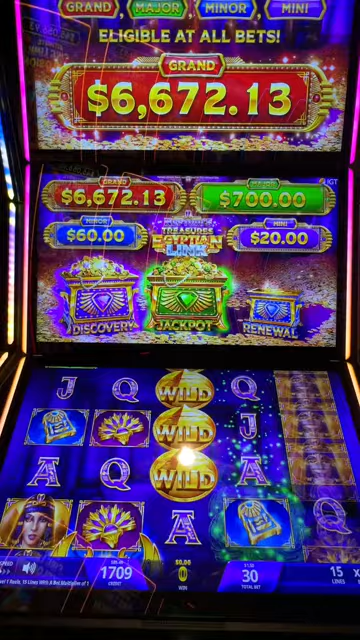 GRAND, MAJOR, MINOR, MINI
ELIGIBLE AT ALL BETS!
GRAND
$6,672.13
IGT
GRAND
$6,672.13
MAJOR
$700.00
MINOR
$60.00
TREASURES
EGYPTIAN
LINK
MINI
$20.00
DISCOVERY
JACKPOT
RENEWAL
J Q WILD Q
WILD J
A Q WILD A
A Q
1709
CREDIT
$0.00
0
WIN
30
TOTAL BET
15 x